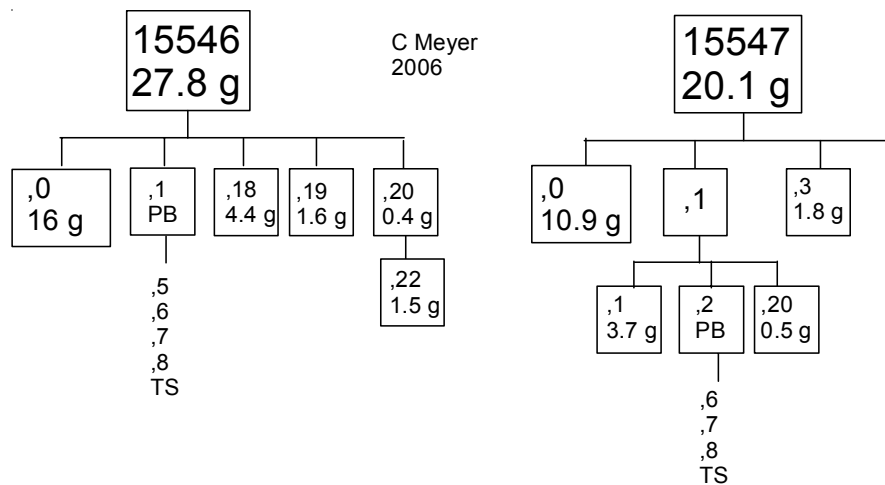 15546
27.8 g
C Meyer
2006
15547
20.1 g
,0
16 g
,1
PB
,18
4.4 g
,19
1.6 g
,20
0.4 g
,22
1.5 g
,5
,6
,7
,8
TS
,0
10.9 g
,1
,3
1.8 g
,1
3.7 g
,2
PB
,20
0.5 g
,6
,7
,8
TS